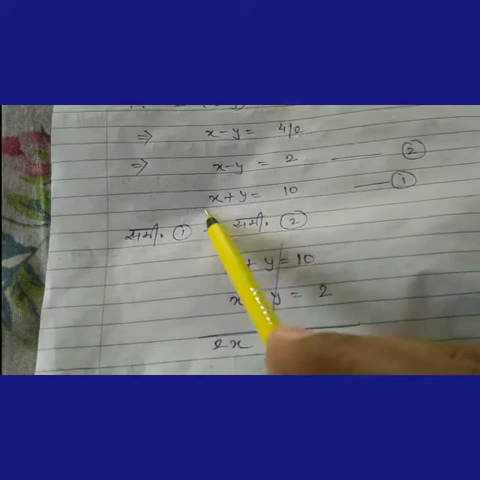 ⇒ x-y = 4/2
⇒ x-y = 2 —— ②
x+y = 10 —— ①
समी. ① समी. ②
+ y = 10
x y = 2
2x